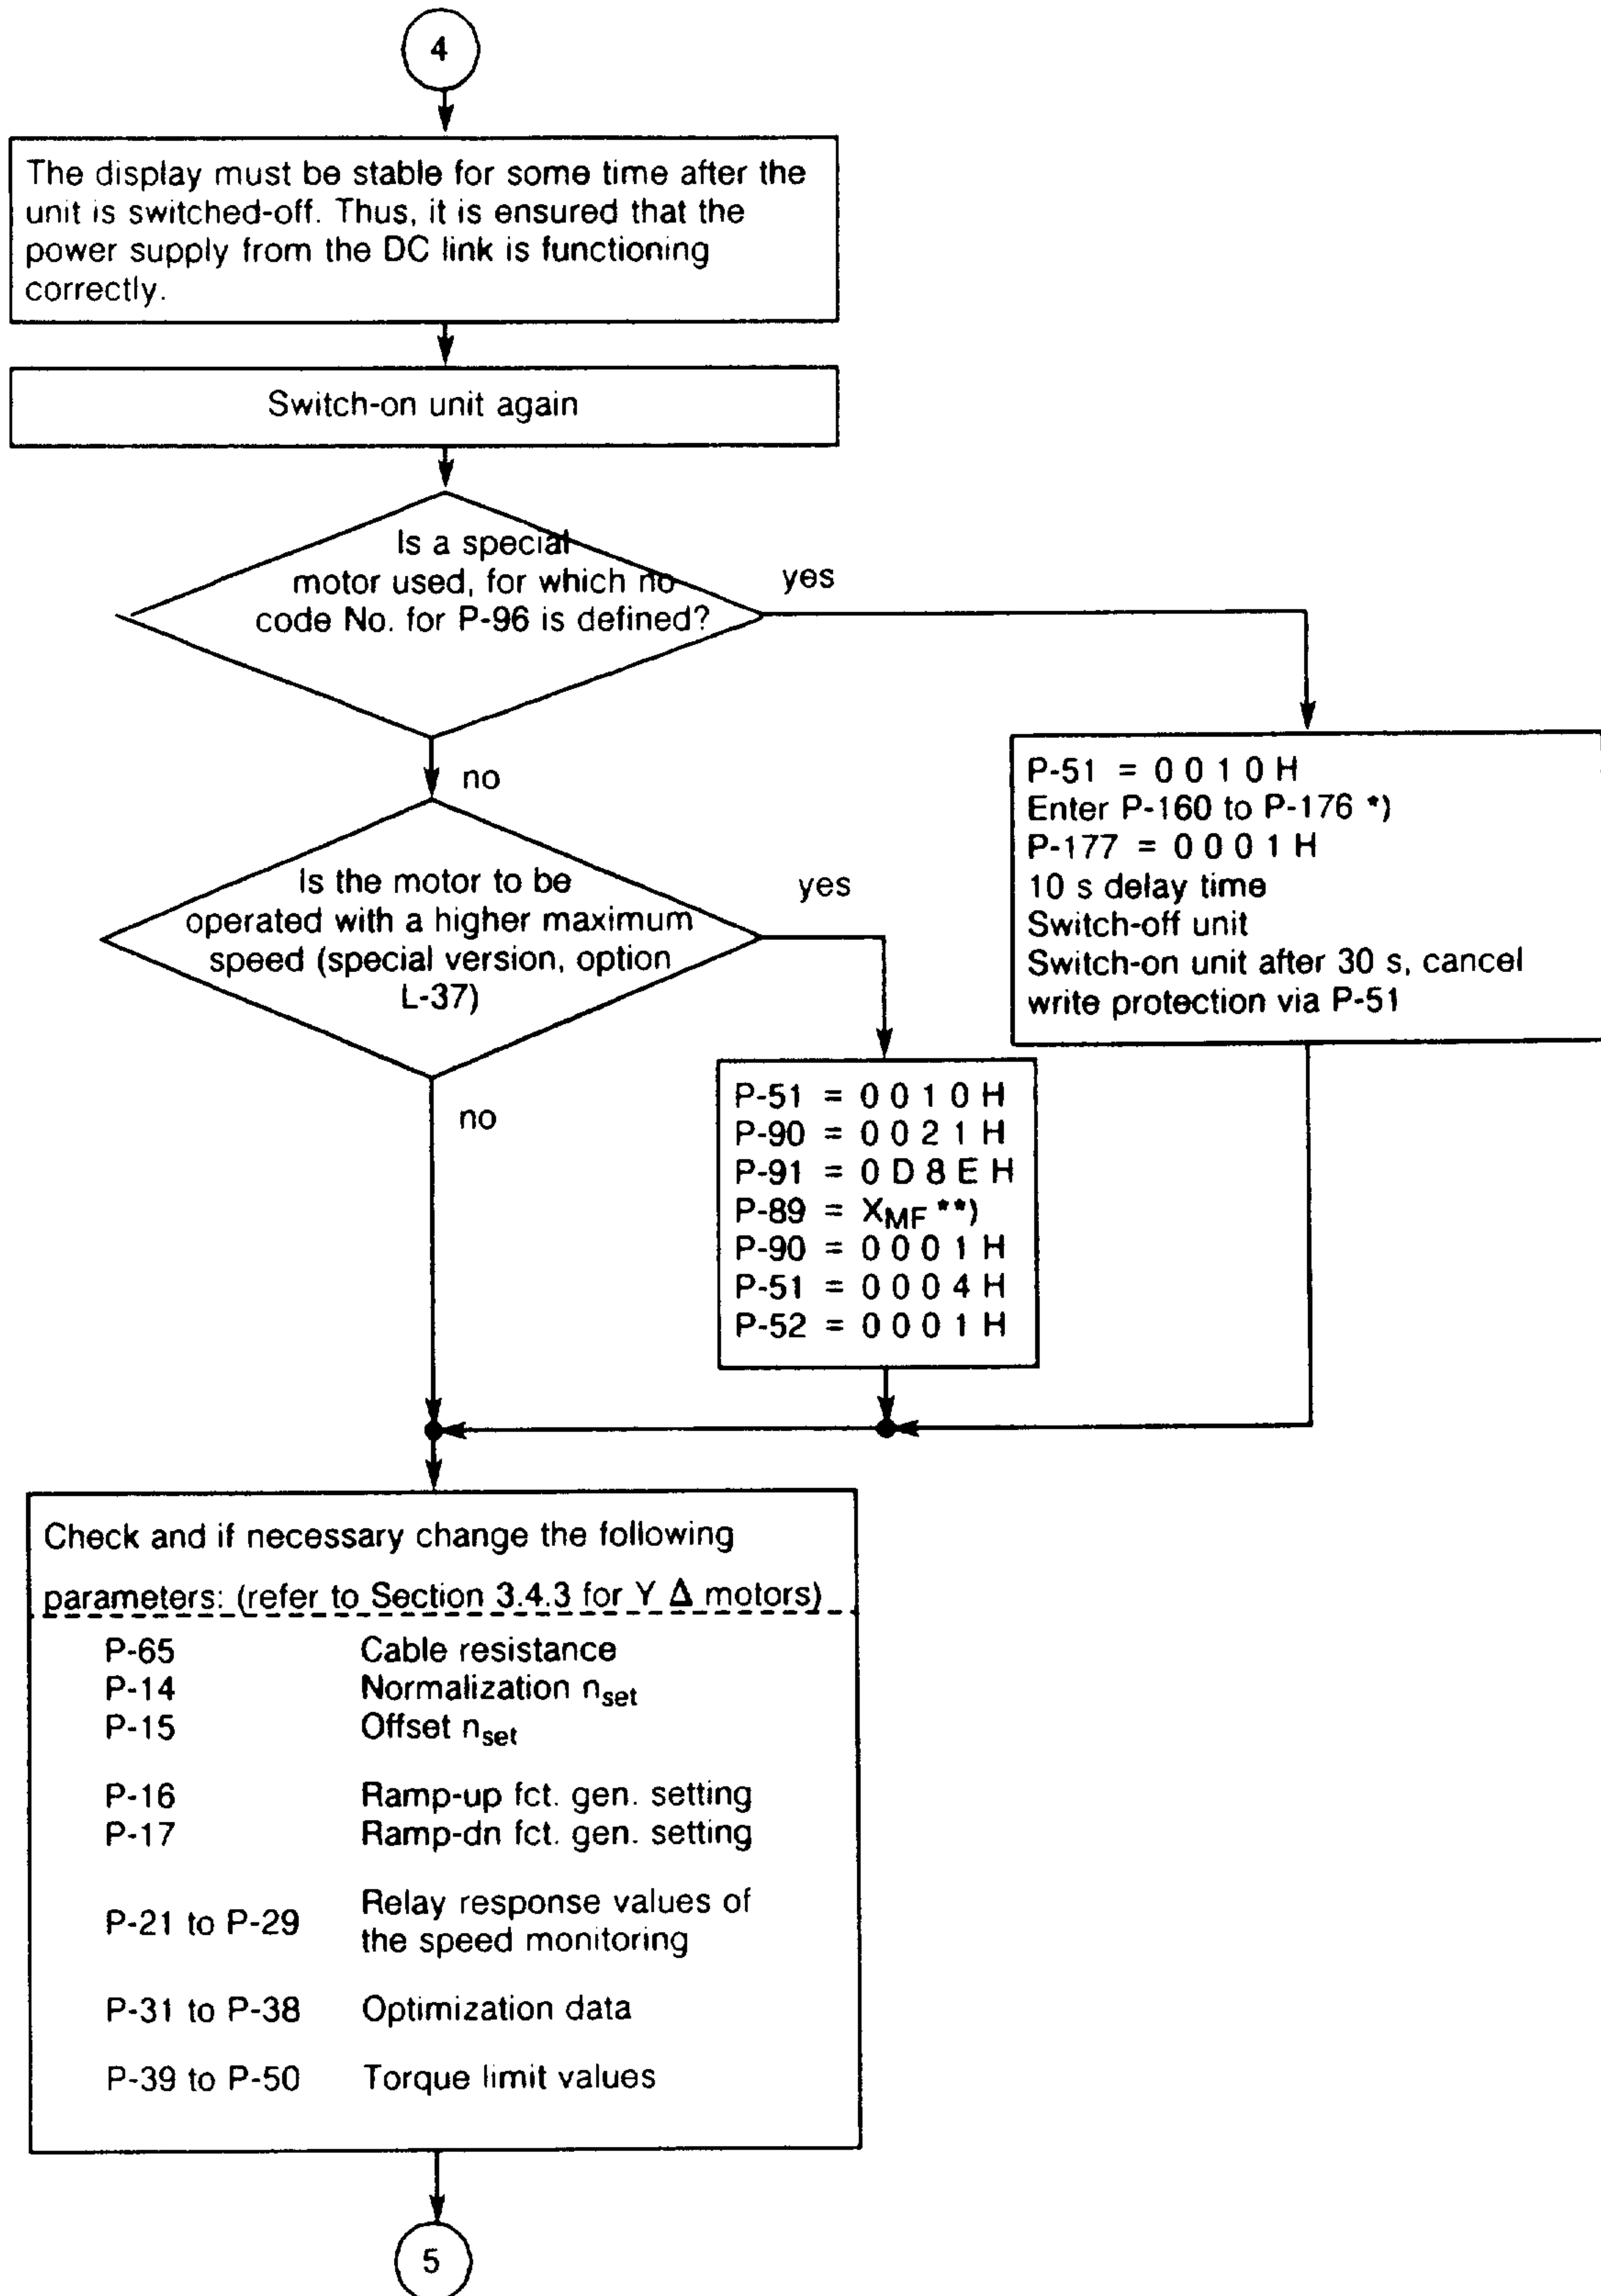 4
The display must be stable for some time after the
unit is switched-off. Thus, it is ensured that the
power supply from the DC link is functioning
correctly.
Switch-on unit again
Is a special
motor used, for which no
code No. for P-96 is defined?
yes
no
P-51 = 0 0 1 0 H
Enter P-160 to P-176 *)
P-177 = 0 0 0 1 H
10 s delay time
Switch-off unit
Switch-on unit after 30 s, cancel
write protection via P-51
Is the motor to be
operated with a higher maximum
speed (special version, option
L-37)
yes
no
P-51 = 0 0 1 0 H
P-90 = 0 0 2 1 H
P-91 = 0 D 8 E H
P-89 = XMF **)
P-90 = 0 0 0 1 H
P-51 = 0 0 0 4 H
P-52 = 0 0 0 1 H
Check and if necessary change the following
parameters: (refer to Section 3.4.3 for Y Δ motors)
P-65 Cable resistance
P-14 Normalization nset
P-15 Offset nset
P-16 Ramp-up fct. gen. setting
P-17 Ramp-dn fct. gen. setting
P-21 to P-29 Relay response values of
the speed monitoring
P-31 to P-38 Optimization data
P-39 to P-50 Torque limit values
5